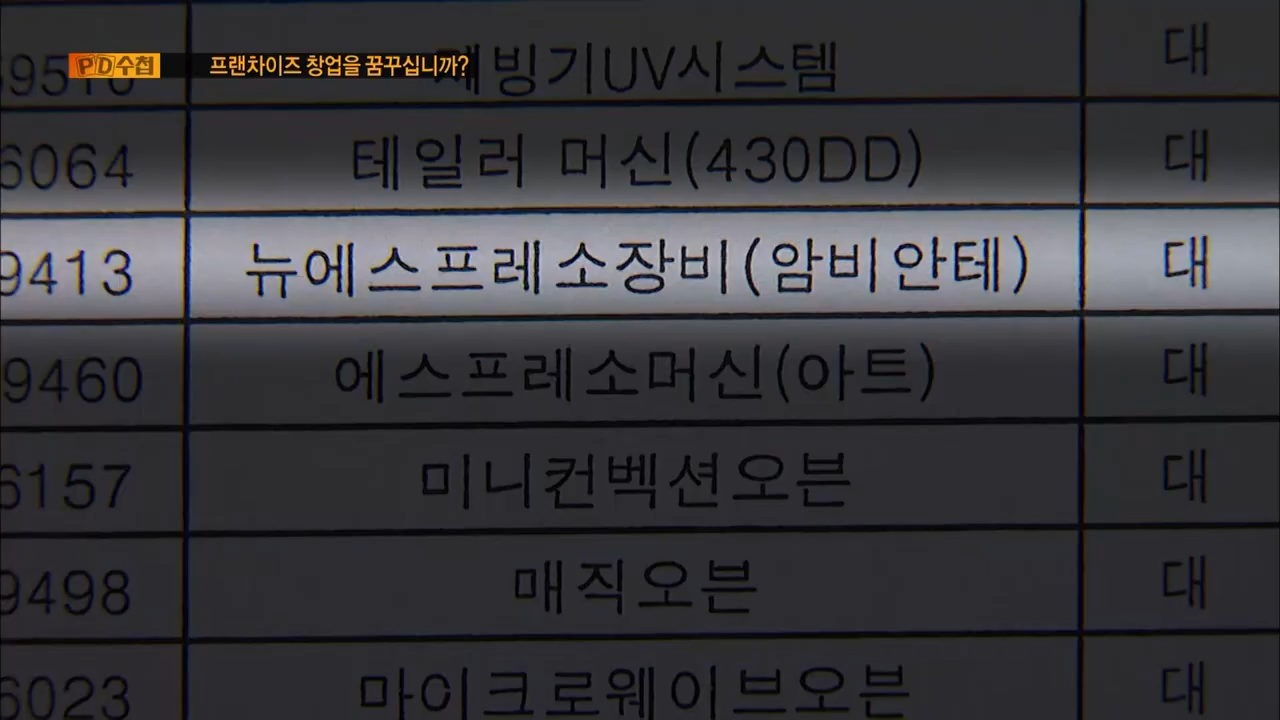 PD수첩 프랜차이즈 창업을 꿈꾸십니까?
빙기UV시스템 대
6064 테일러 머신(430DD) 대
9413 뉴에스프레소장비(암비안테) 대
9460 에스프레소머신(아트) 대
6157 미니컨벡션오븐 대
9498 매직오븐 대
6023 마이크로웨이브오븐 대